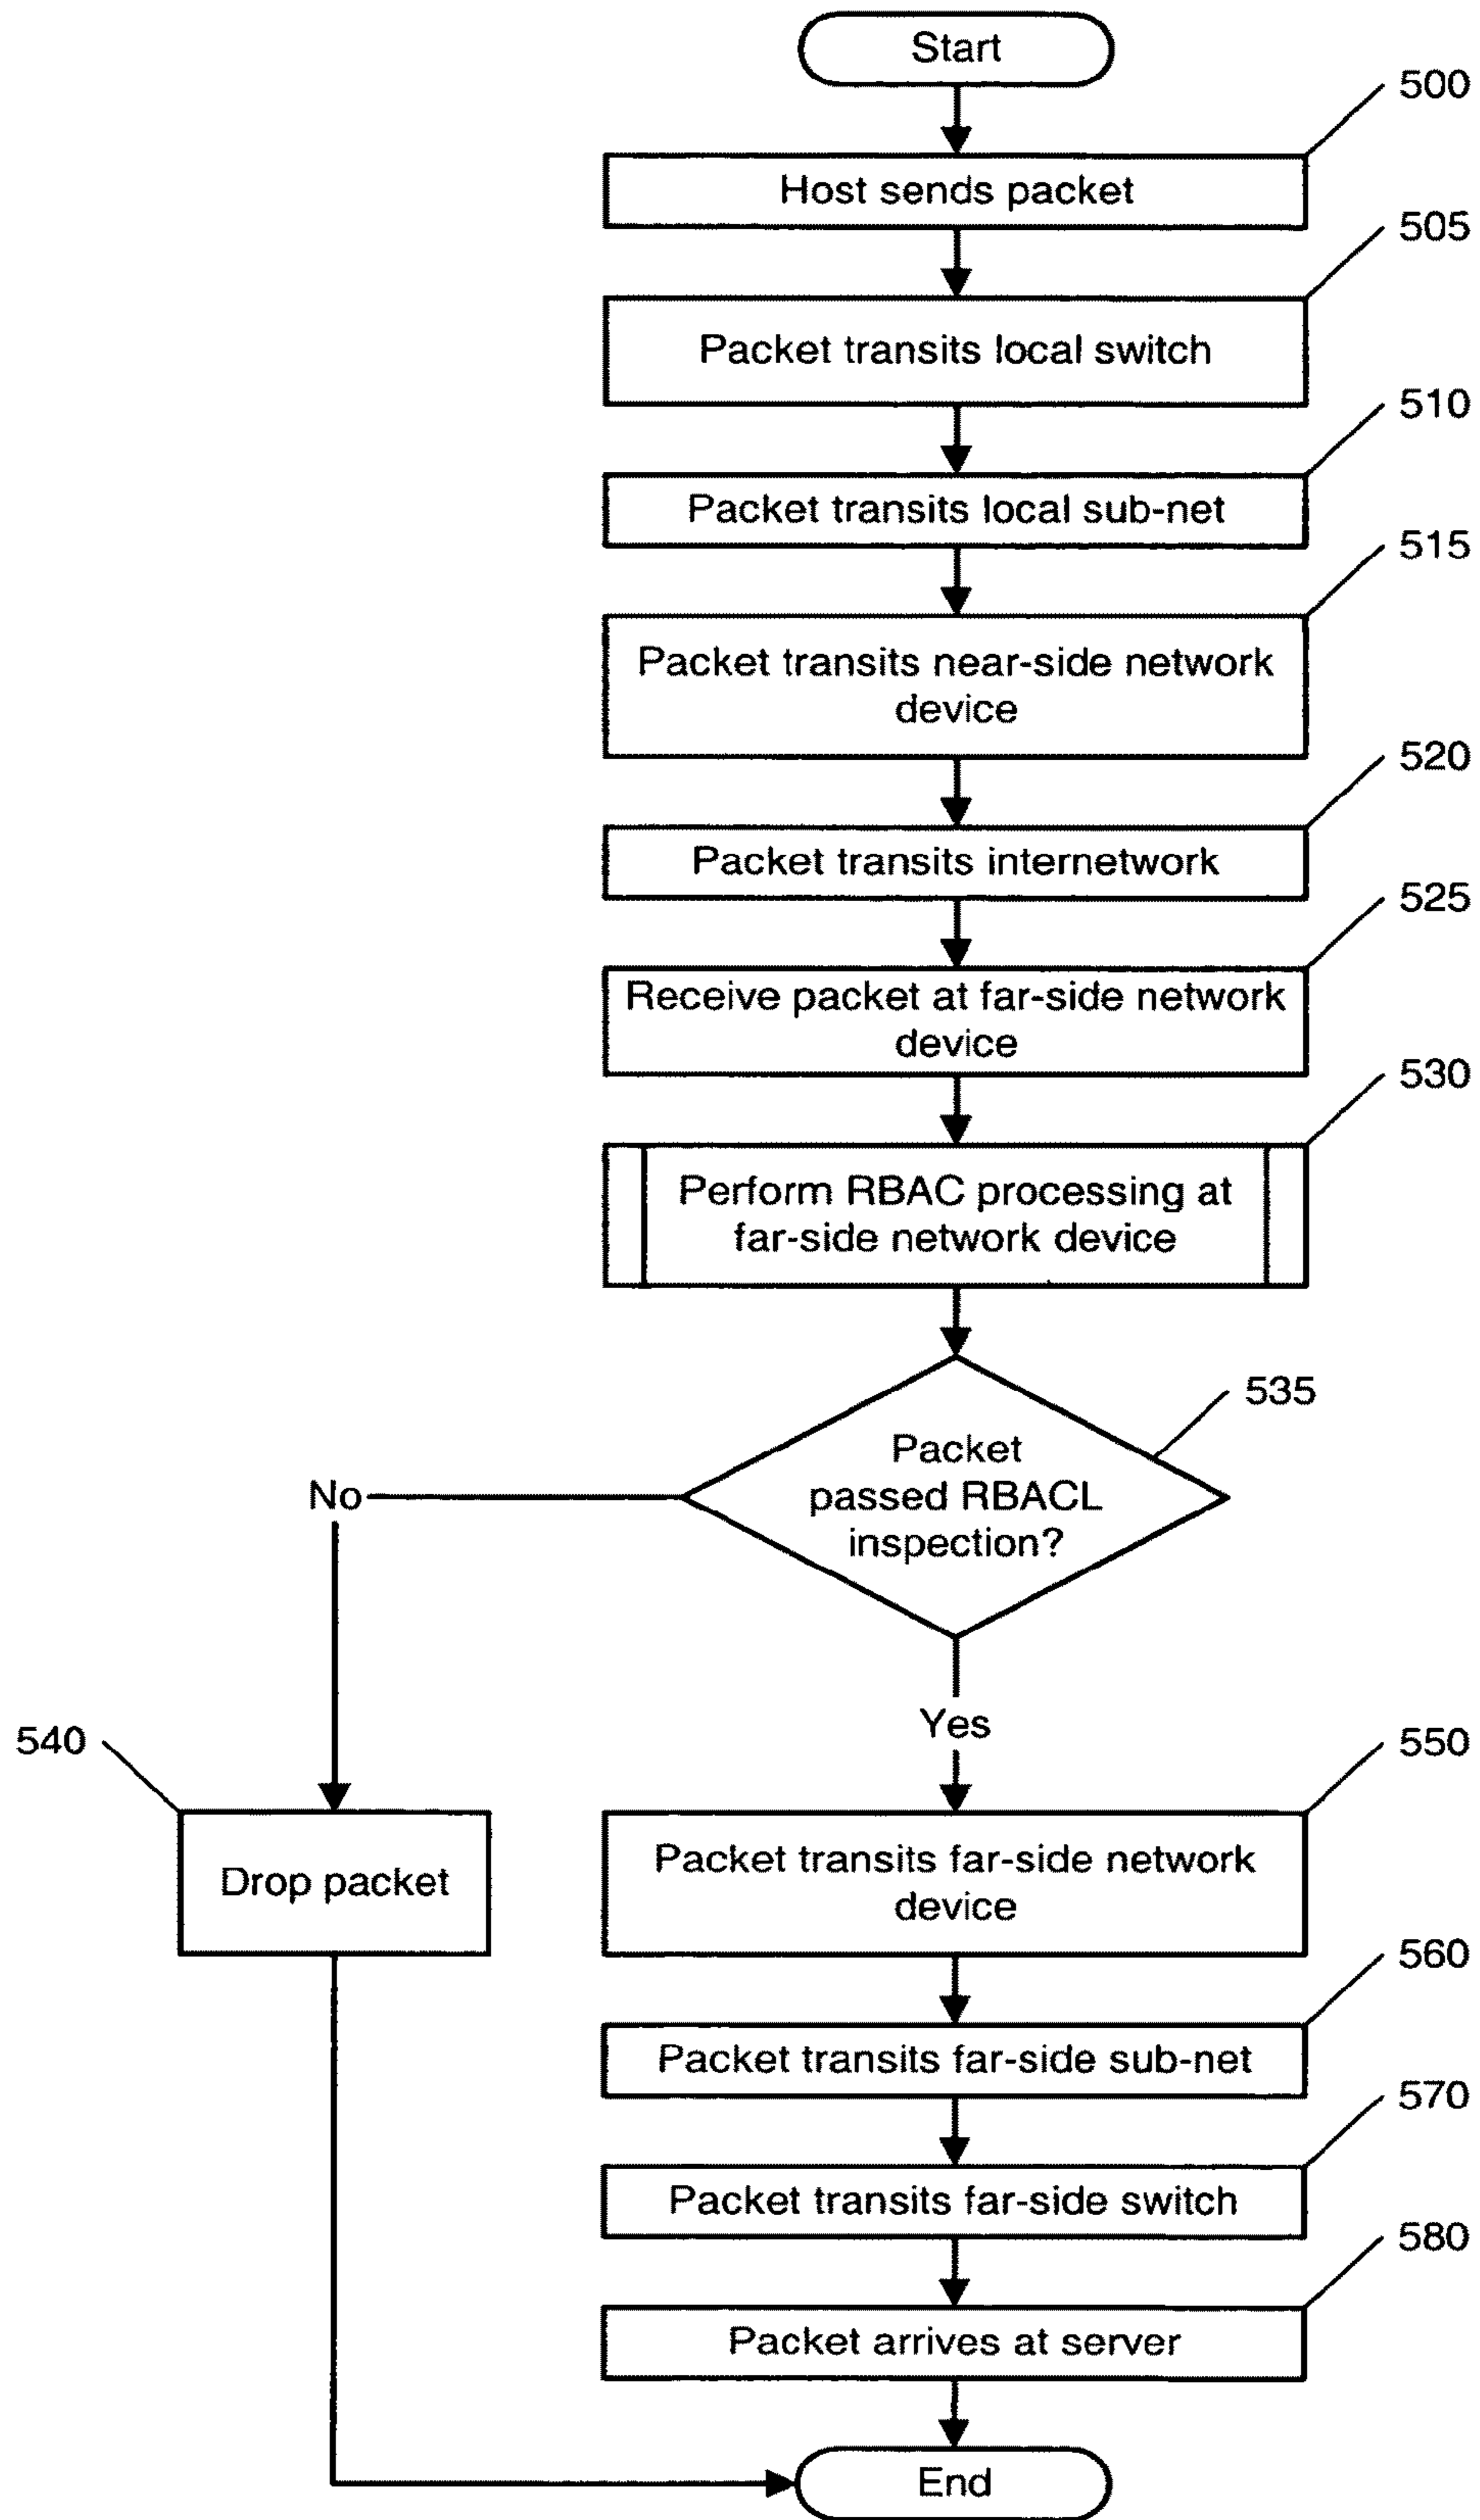 Start
500
Host sends packet
505
Packet transits local switch
510
Packet transits local sub-net
515
Packet transits near-side network
device
520
Packet transits internetwork
525
Receive packet at far-side network
device
530
Perform RBAC processing at
far-side network device
535
Packet
passed RBACL
inspection?
No
Yes
540
Drop packet
550
Packet transits far-side network
device
560
Packet transits far-side sub-net
570
Packet transits far-side switch
580
Packet arrives at server
End